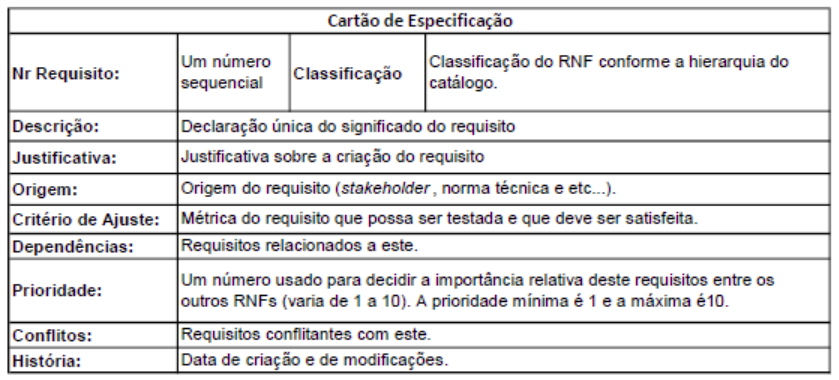 Cartão de Especificação
Nr Requisito:
Um número
sequencial
Classificação
Classificação do RNF conforme a hierarquia do
catálogo.
Descrição:
Declaração única do significado do requisito
Justificativa:
Justificativa sobre a criação do requisito
Origem:
Origem do requisito (stakeholder , norma técnica e etc...).
Critério de Ajuste:
Métrica do requisito que possa ser testada e que deve ser satisfeita.
Dependências:
Requisitos relacionados a este.
Prioridade:
Um número usado para decidir a importância relativa deste requisitos entre os
outros RNFs (varia de 1 a 10). A prioridade mínima é 1 e a máxima é10.
Conflitos:
Requisitos conflitantes com este.
História:
Data de criação e de modificações.